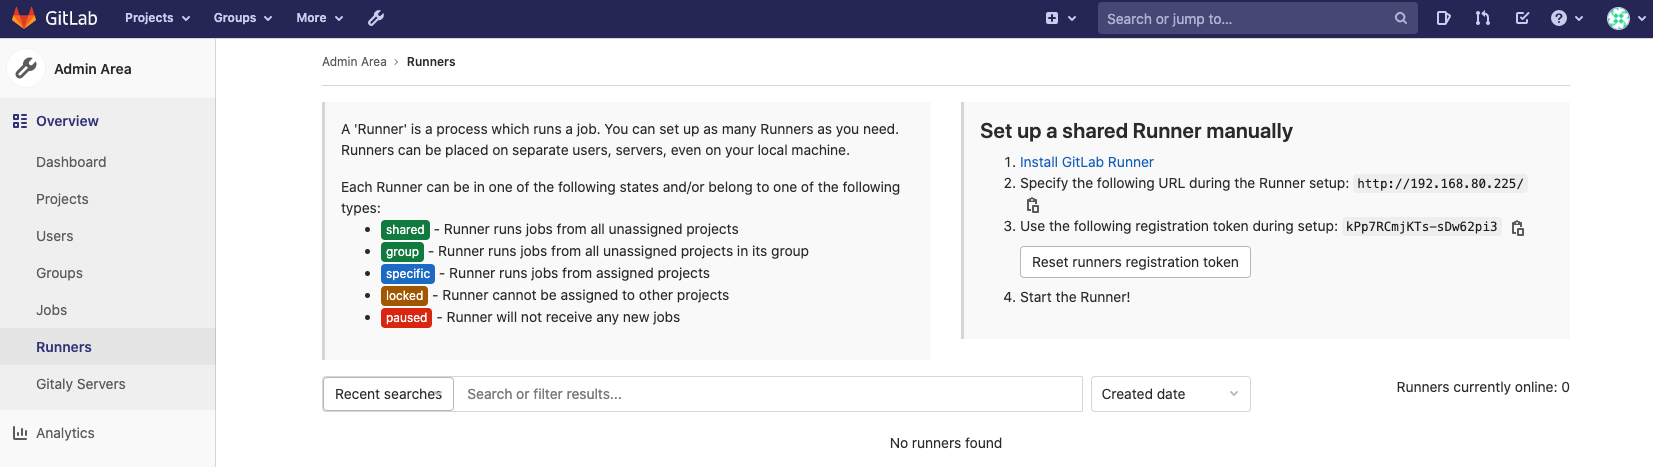 GitLab Projects Groups More Search or jump to...
Admin Area
Overview
Dashboard
Projects
Users
Groups
Jobs
Runners
Gitaly Servers
Analytics
Admin Area › Runners
A 'Runner' is a process which runs a job. You can set up as many Runners as you need.
Runners can be placed on separate users, servers, even on your local machine.
Each Runner can be in one of the following states and/or belong to one of the following
types:
• shared - Runner runs jobs from all unassigned projects
• group - Runner runs jobs from all unassigned projects in its group
• specific - Runner runs jobs from assigned projects
• locked - Runner cannot be assigned to other projects
• paused - Runner will not receive any new jobs
Set up a shared Runner manually
1. Install GitLab Runner
2. Specify the following URL during the Runner setup: http://192.168.80.225/
3. Use the following registration token during setup: kPp7RCmjKTs-sDw62pi3
Reset runners registration token
4. Start the Runner!
Recent searches Search or filter results... Created date Runners currently online: 0
No runners found